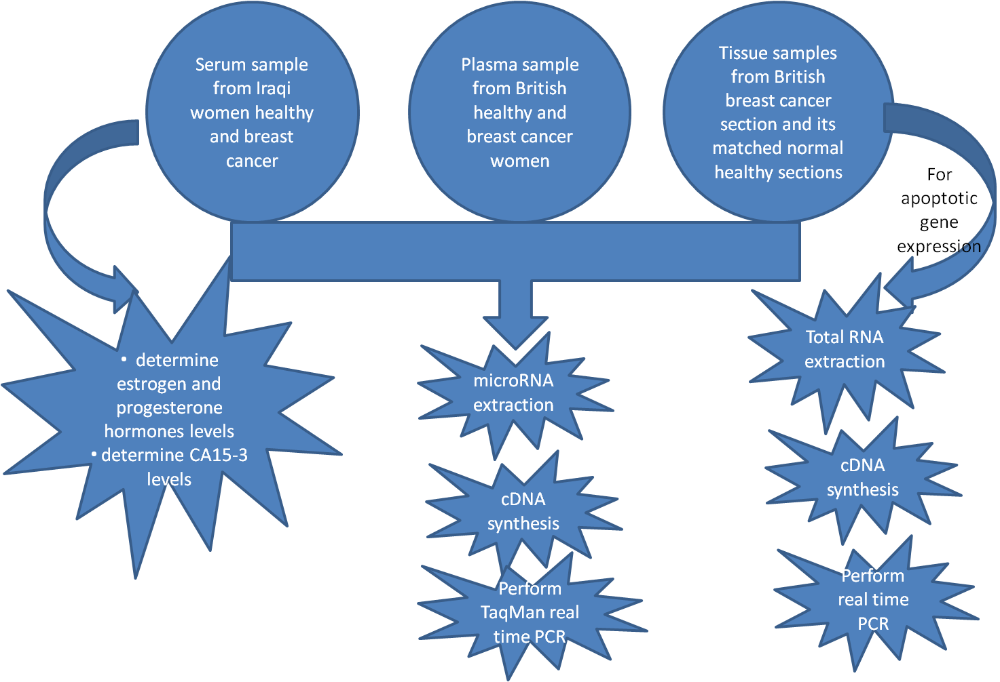 Serum sample
from Iraqi
women healthy
and breast
cancer
Plasma sample
from British
healthy and
breast cancer
women
Tissue samples
from British
breast cancer
section and its
matched normal
healthy sections
For
apoptotic
gene
expression
• determine
estrogen and
progesterone
hormones levels
• determine CA15-3
levels
microRNA
extraction
cDNA
synthesis
Perform
TaqMan real
time PCR
Total RNA
extraction
cDNA
synthesis
Perform
real time
PCR